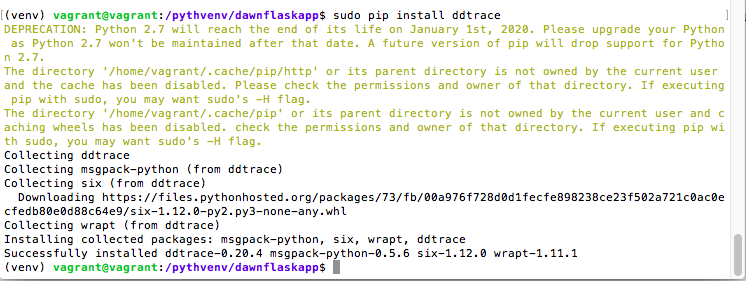 (venv) vagrant@vagrant:/pythvenv/dawnflaskapp$ sudo pip install ddtrace
DEPRECATION: Python 2.7 will reach the end of its life on January 1st, 2020. Please upgrade your Python
 as Python 2.7 won't be maintained after that date. A future version of pip will drop support for Pytho
n 2.7.
The directory '/home/vagrant/.cache/pip/http' or its parent directory is not owned by the current user
and the cache has been disabled. Please check the permissions and owner of that directory. If executing
 pip with sudo, you may want sudo's -H flag.
The directory '/home/vagrant/.cache/pip' or its parent directory is not owned by the current user and c
aching wheels has been disabled. check the permissions and owner of that directory. If executing pip wi
th sudo, you may want sudo's -H flag.
Collecting ddtrace
Collecting msgpack-python (from ddtrace)
Collecting six (from ddtrace)
  Downloading https://files.pythonhosted.org/packages/73/fb/00a976f728d0d1fecfe898238ce23f502a721c0ac0e
cfedb80e0d88c64e9/six-1.12.0-py2.py3-none-any.whl
Collecting wrapt (from ddtrace)
Installing collected packages: msgpack-python, six, wrapt, ddtrace
Successfully installed ddtrace-0.20.4 msgpack-python-0.5.6 six-1.12.0 wrapt-1.11.1
(venv) vagrant@vagrant:/pythvenv/dawnflaskapp$